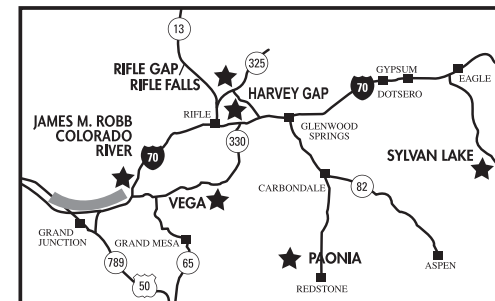 13
325
RIFLE GAP/
RIFLE FALLS
HARVEY GAP
70
GYPSUM
EAGLE
DOTSERO
JAMES M. ROBB
COLORADO
RIVER
RIFLE
GLENWOOD
SPRINGS
70
330
SYLVAN LAKE
CARBONDALE
82
VEGA
GRAND
JUNCTION
GRAND MESA
PAONIA
ASPEN
789
65
50
REDSTONE